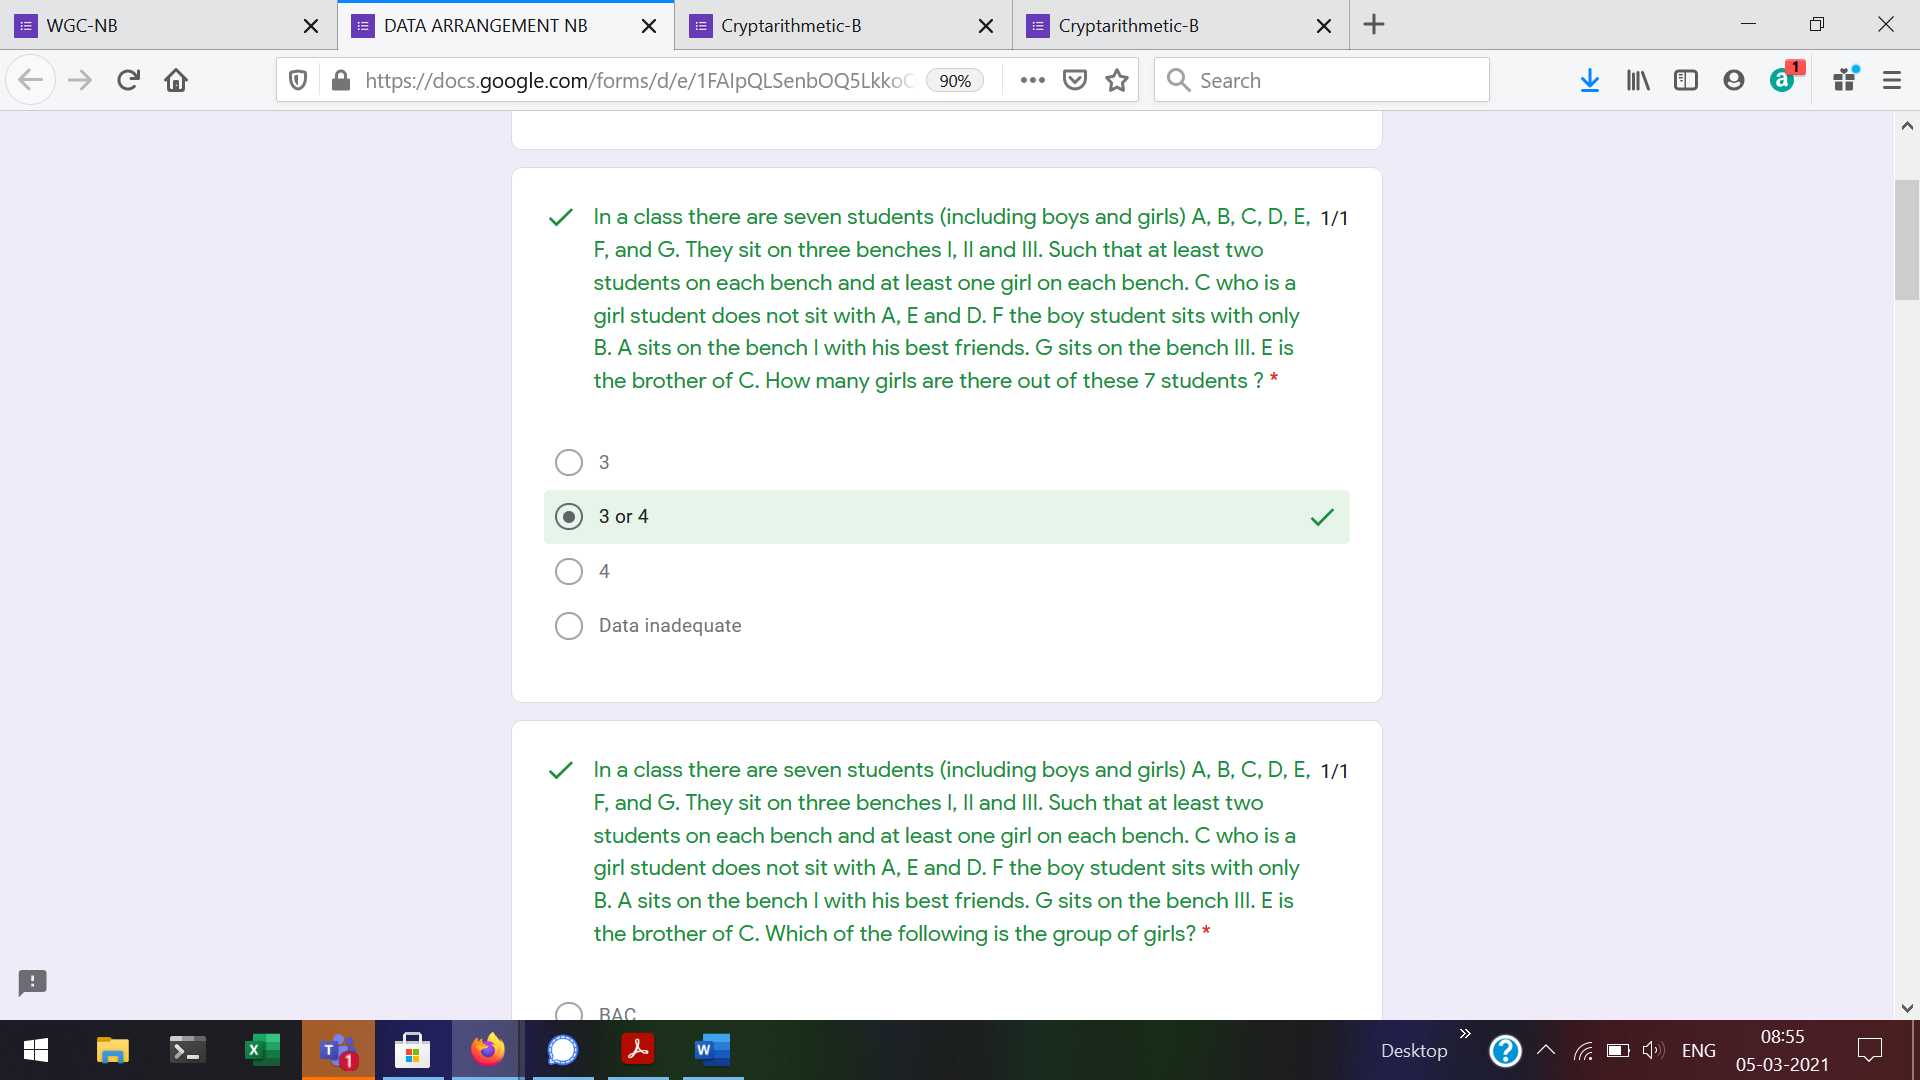 WGC-NB
DATA ARRANGEMENT NB
Cryptarithmetic-B
Cryptarithmetic-B
https://docs.google.com/forms/d/e/1FAIpQLSenbOQ5LkkoC
90%
Search
1
In a class there are seven students (including boys and girls) A, B, C, D, E, 1/1
F, and G. They sit on three benches I, II and III. Such that at least two
students on each bench and at least one girl on each bench. C who is a
girl student does not sit with A, E and D. F the boy student sits with only
B. A sits on the bench I with his best friends. G sits on the bench III. E is
the brother of C. How many girls are there out of these 7 students ? *
3
3 or 4
4
Data inadequate
In a class there are seven students (including boys and girls) A, B, C, D, E, 1/1
F, and G. They sit on three benches I, II and III. Such that at least two
students on each bench and at least one girl on each bench. C who is a
girl student does not sit with A, E and D. F the boy student sits with only
B. A sits on the bench I with his best friends. G sits on the bench III. E is
the brother of C. Which of the following is the group of girls? *
BAC
Desktop
ENG
08:55
05-03-2021